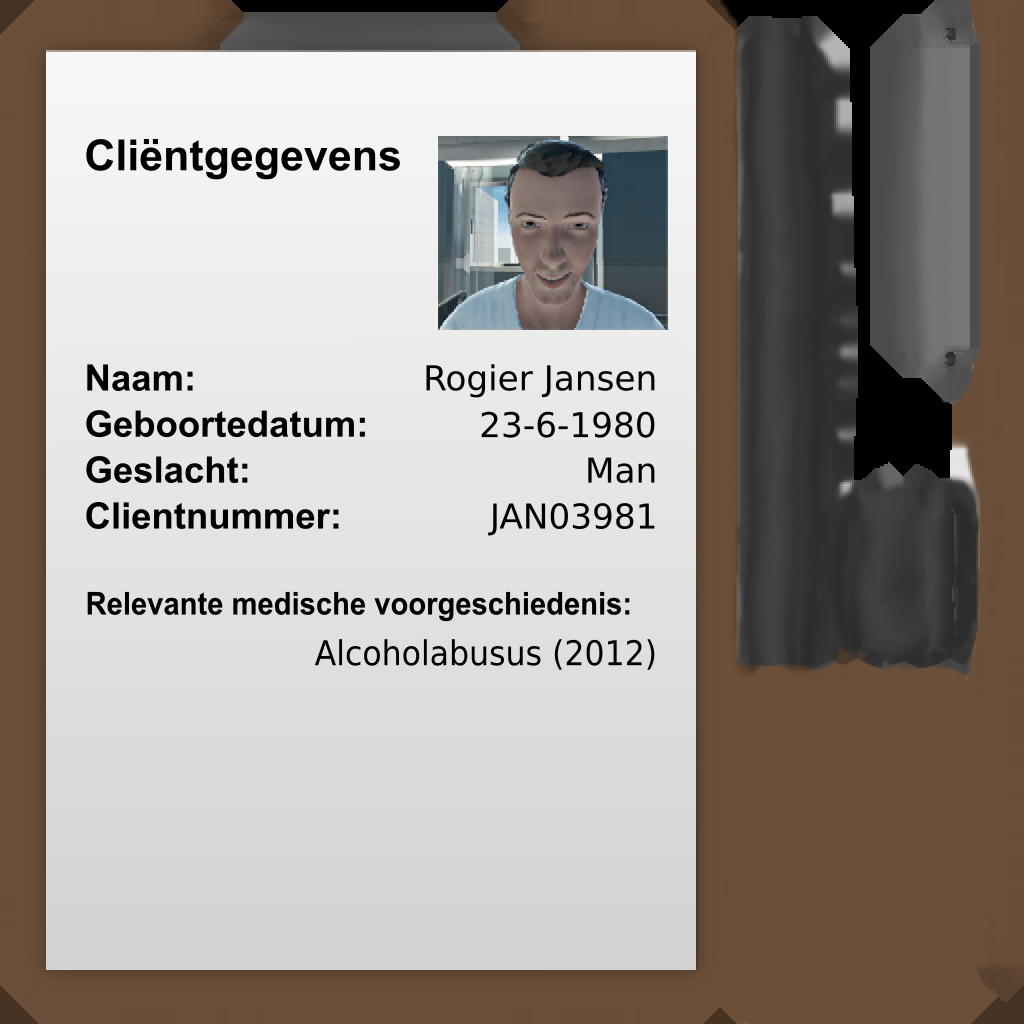 Cliëntgegevens
Naam: Rogier Jansen
Geboortedatum: 23-6-1980
Geslacht: Man
Clientnummer: JAN03981
Relevante medische voorgeschiedenis:
Alcoholabusus (2012)